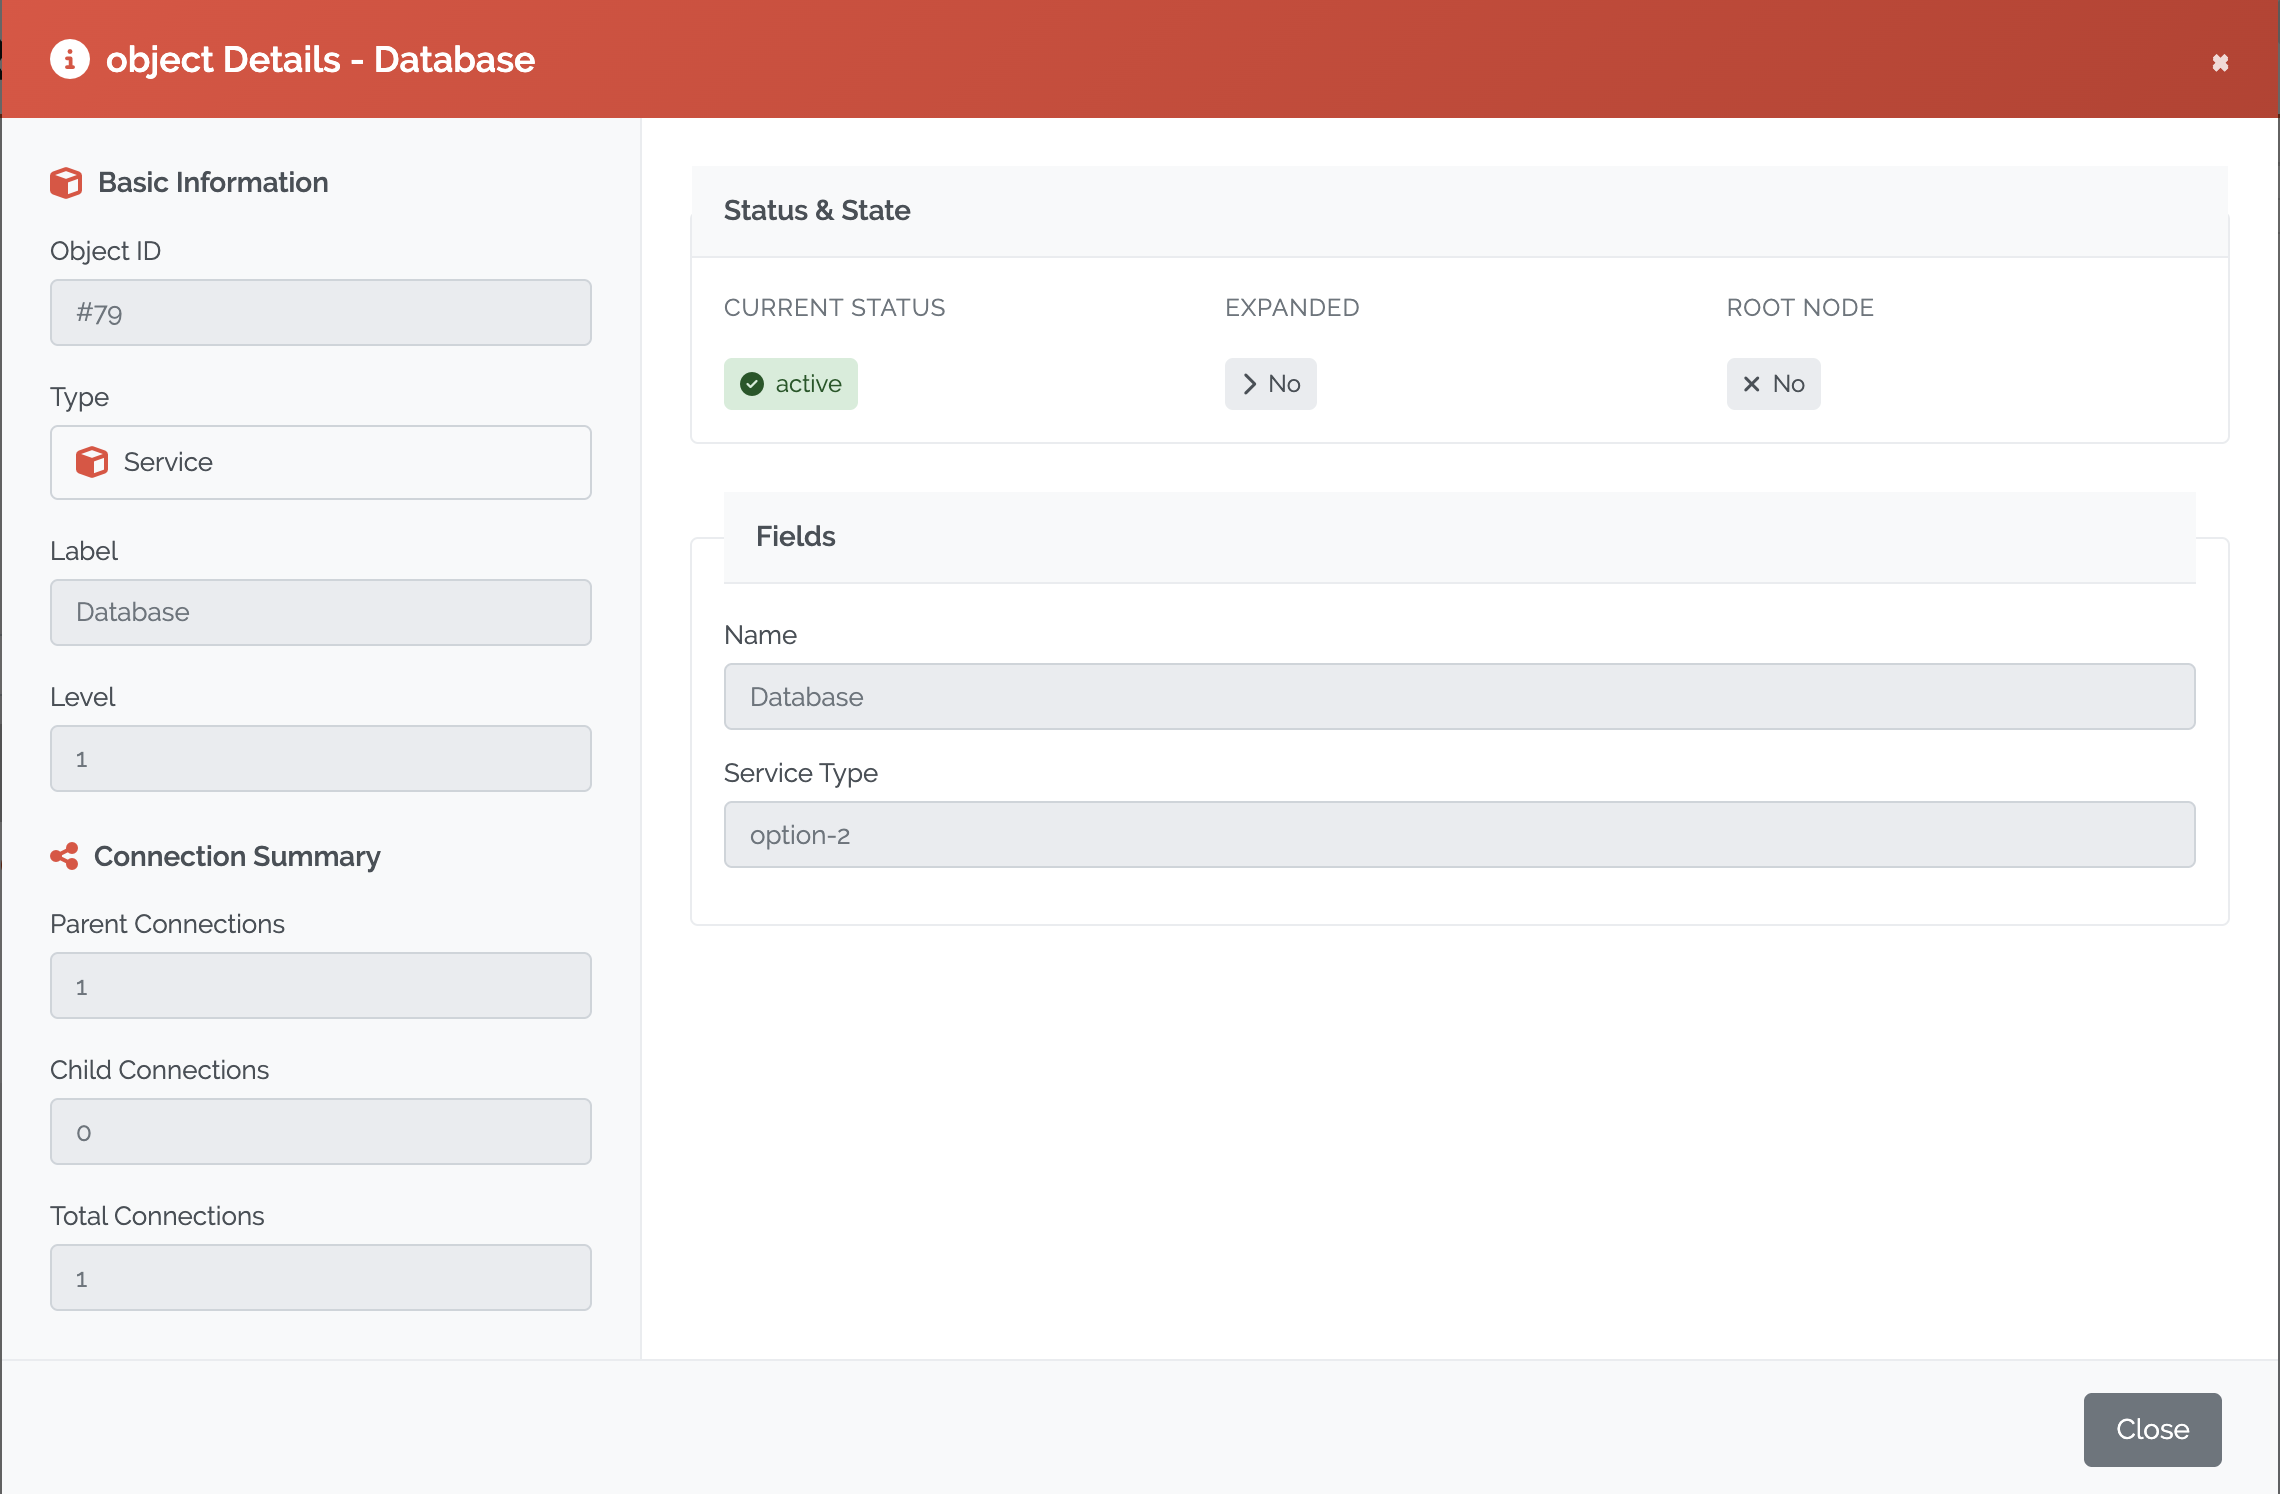 object Details - Database
Basic Information
Object ID
#79
Type
Service
Label
Database
Level
1
Connection Summary
Parent Connections
1
Child Connections
0
Total Connections
1
Status & State
CURRENT STATUS
EXPANDED
ROOT NODE
active
No
No
Fields
Name
Database
Service Type
option-2
Close